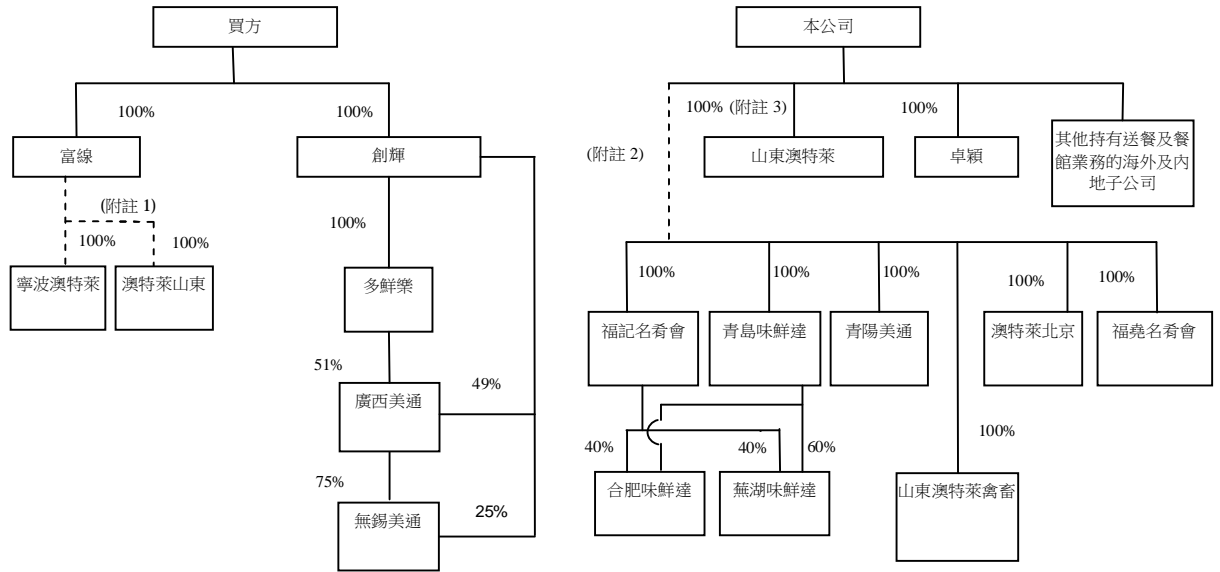 買方
100%
100%
富線
創輝
(附註 1)
100%
100%
寧波澳特萊
澳特萊山東
100%
多鮮樂
51%
49%
廣西美通
75%
25%
無錫美通
本公司
100% (附註 3)
100%
(附註 2)
山東澳特萊
卓穎
其他持有送餐及餐
館業務的海外及內
地子公司
100%
100%
100%
100%
100%
福記名肴會
青島味鮮達
青陽美通
澳特萊北京
福堯名肴會
40%
40%
60%
100%
合肥味鮮達
蕪湖味鮮達
山東澳特萊禽畜